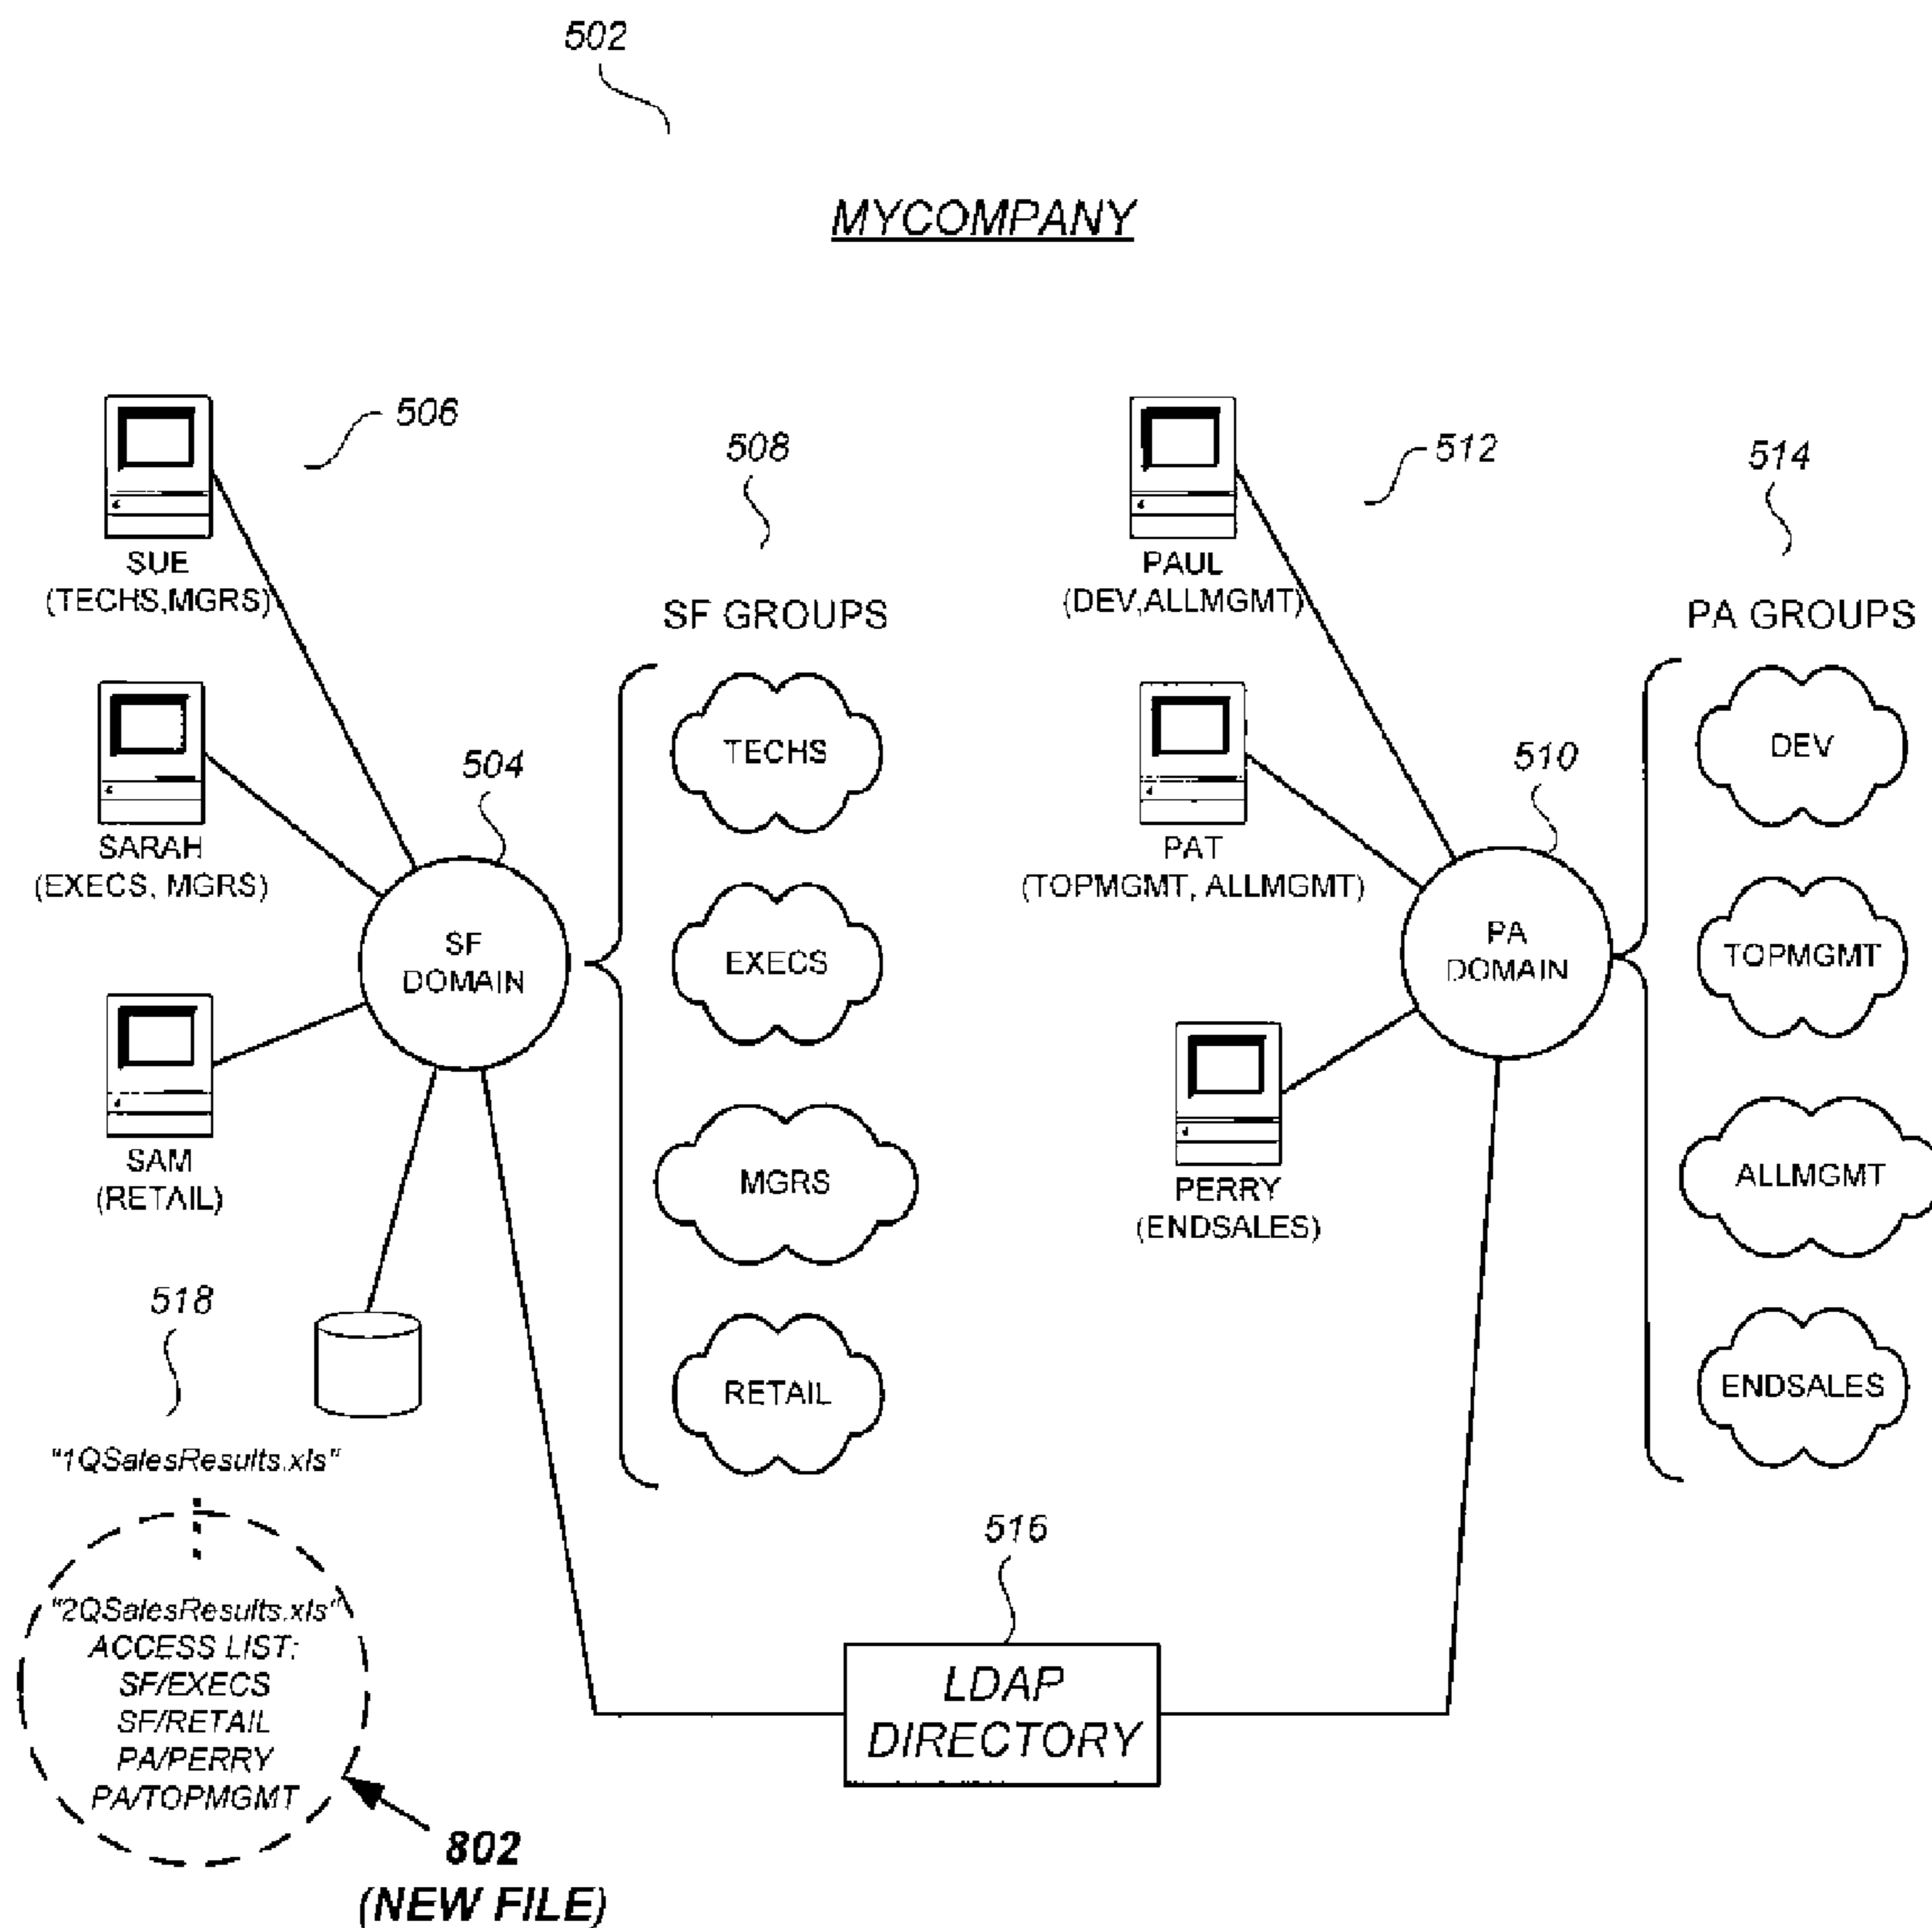 502
MYCOMPANY
506
508
512
514
SUE
(TECHS,MGRS)
SF GROUPS
PAUL
(DEV,ALLMGMT)
PA GROUPS
TECHS
DEV
504
510
SARAH
(EXECS, MGRS)
PAT
(TOPMGMT, ALLMGMT)
SF
DOMAIN
EXECS
PA
DOMAIN
TOPMGMT
SAM
(RETAIL)
MGRS
PERRY
(ENDSALES)
ALLMGMT
518
RETAIL
ENDSALES
"1QSalesResults.xls"
516
"2QSalesResults.xls"
ACCESS LIST:
SF/EXECS
SF/RETAIL
PA/PERRY
PA/TOPMGMT
LDAP
DIRECTORY
802
(NEW FILE)